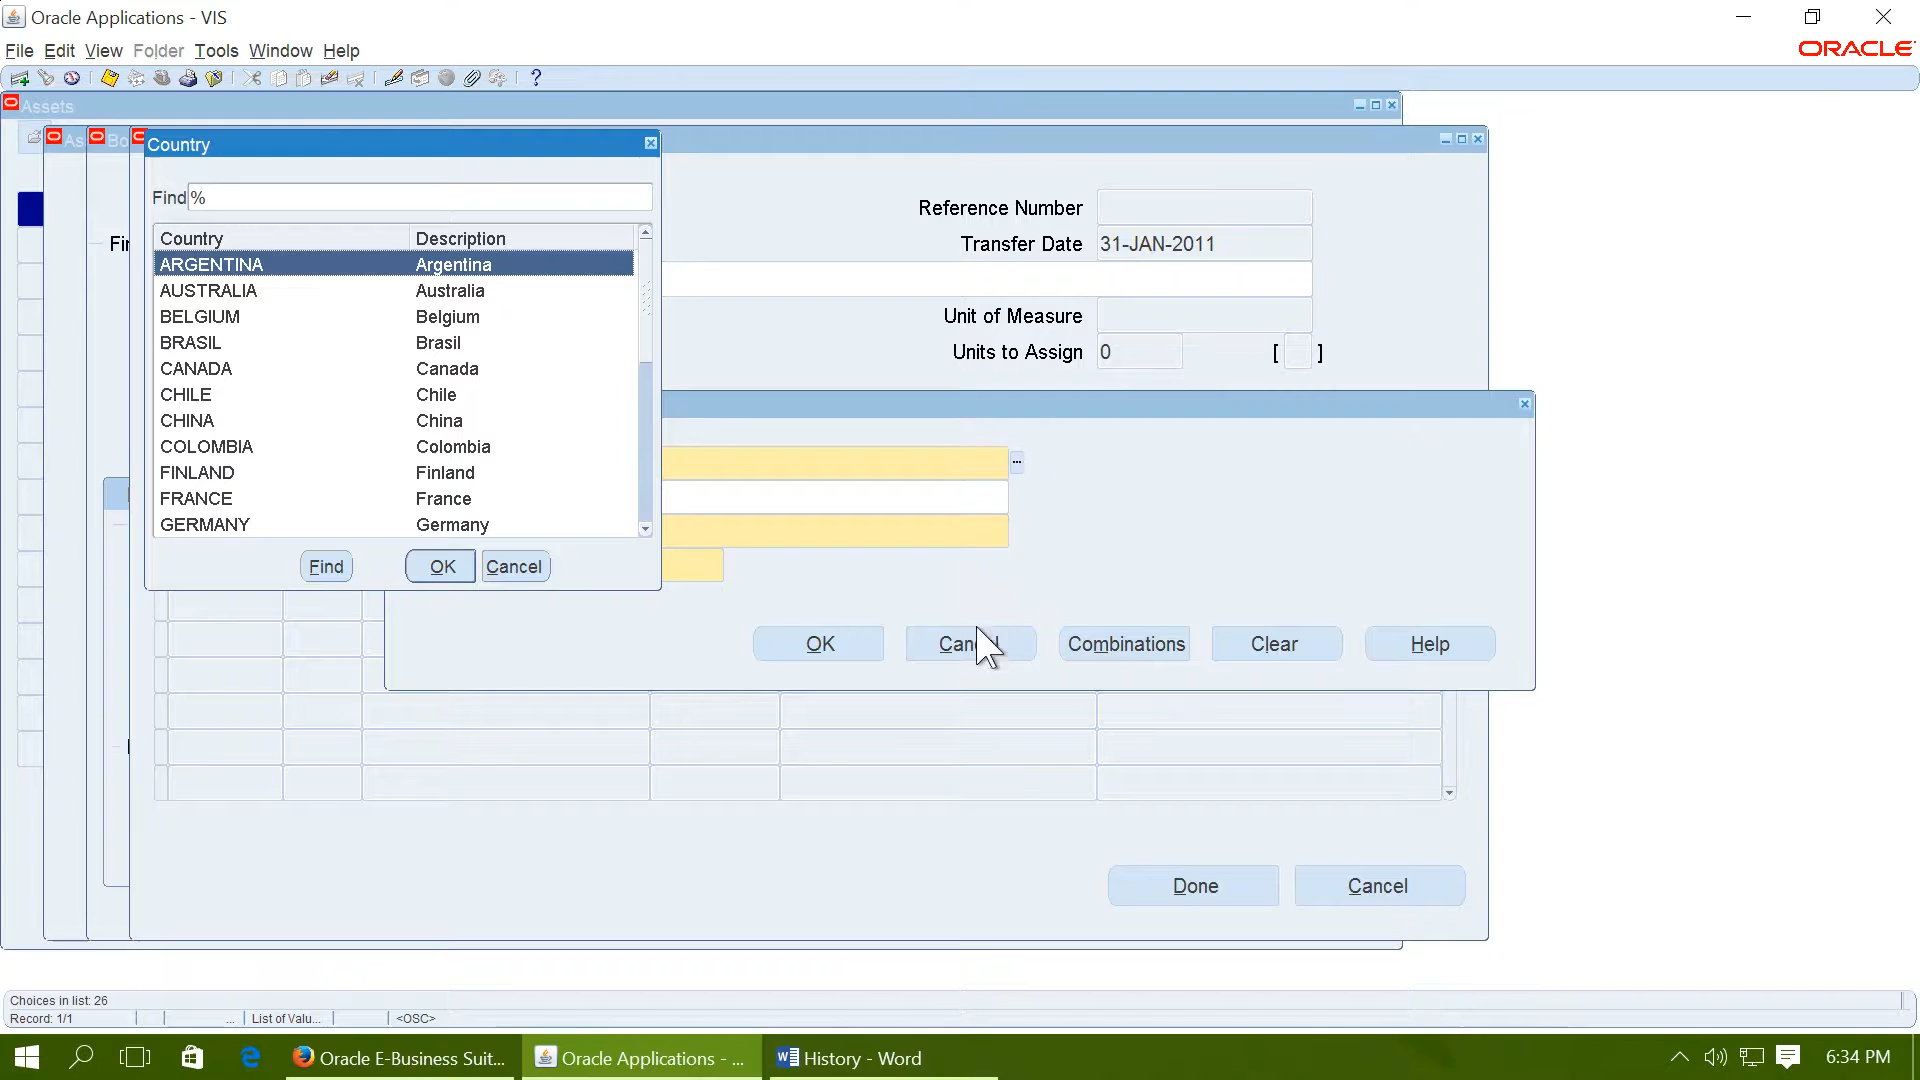 Oracle Applications - VIS
File Edit View Folder Tools Window Help
ORACLE
?
Assets
As
Bo
Country
Find %
Reference Number
Country Description
Transfer Date 31-JAN-2011
ARGENTINA Argentina
AUSTRALIA Australia
BELGIUM Belgium
Unit of Measure
BRASIL Brasil
Units to Assign 0 [ ]
CANADA Canada
CHILE Chile
CHINA China
COLOMBIA Colombia
FINLAND Finland
FRANCE France
GERMANY Germany
Find OK Cancel
OK Cancel Combinations Clear Help
Done Cancel
Choices in list: 26
Record: 1/1 ... List of Valu... <OSC>
Oracle E-Business Suit... Oracle Applications - ... History - Word 6:34 PM